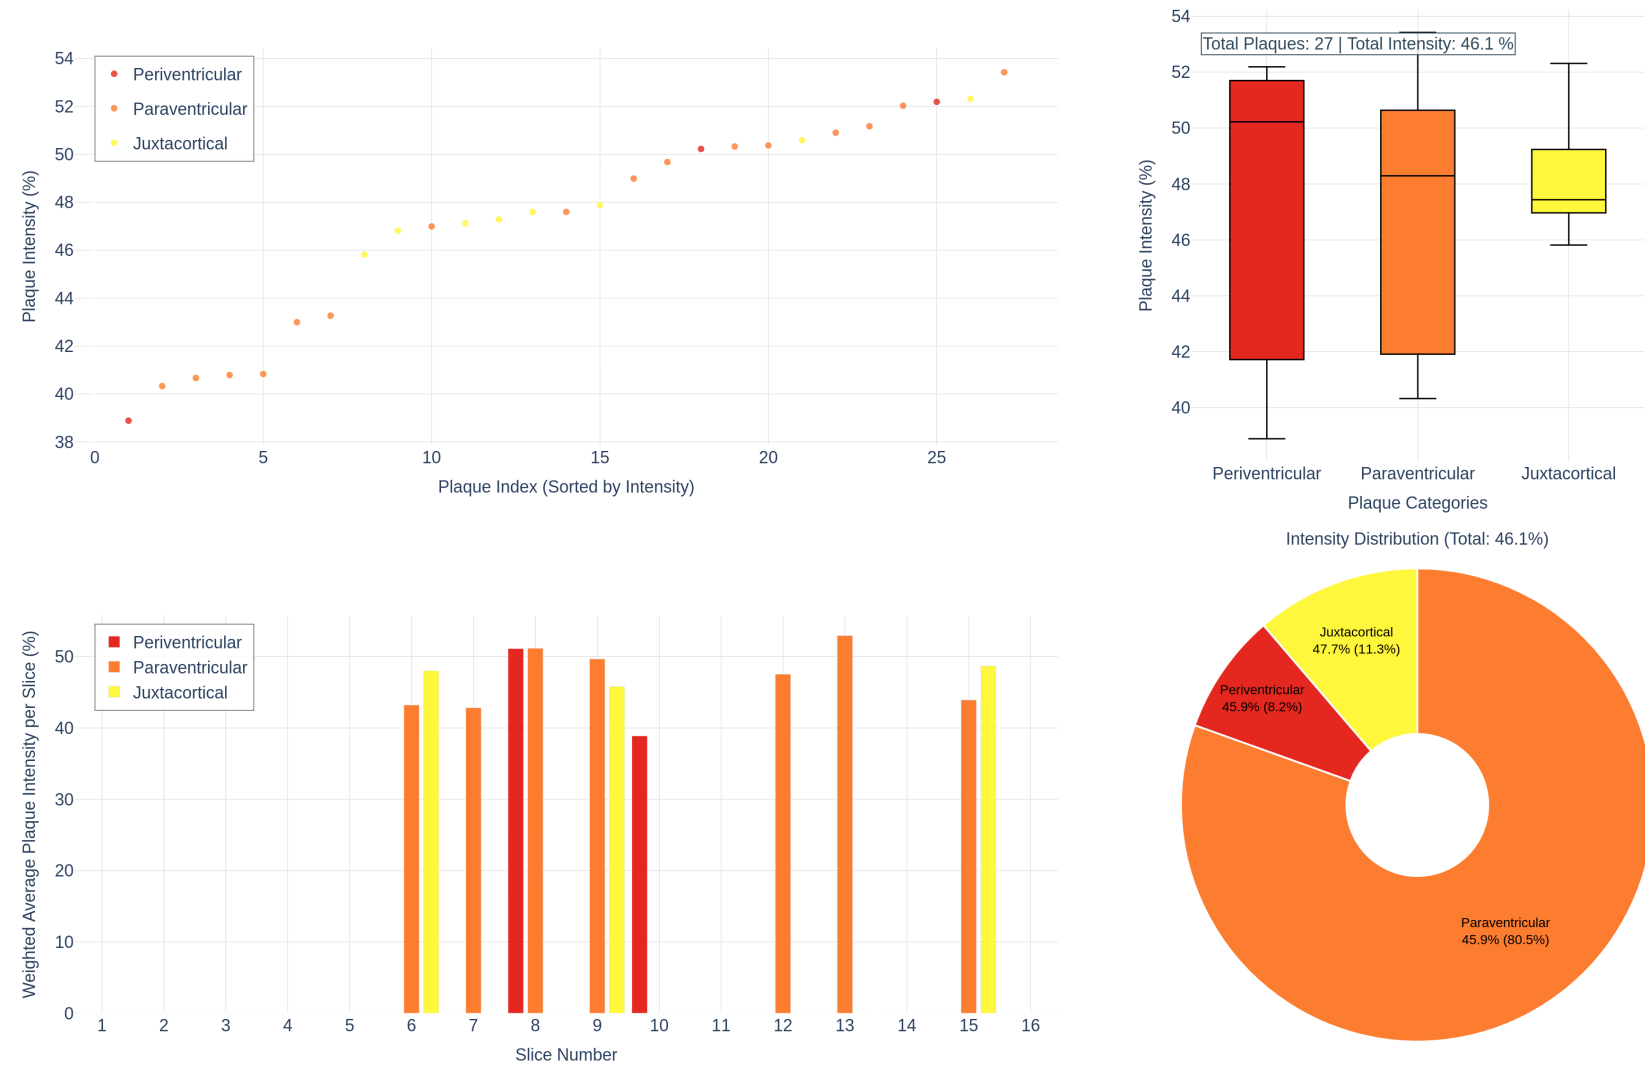 54
52
50
48
46
44
42
40
38
Plaque Intensity (%)
Periventricular
Paraventricular
Juxtacortical
0
5
10
15
20
25
Plaque Index (Sorted by Intensity)
54
52
50
48
46
44
42
40
Plaque Intensity (%)
Total Plaques: 27 | Total Intensity: 46.1 %
Periventricular
Paraventricular
Juxtacortical
Plaque Categories
50
40
30
20
10
0
Weighted Average Plaque Intensity per Slice (%)
Periventricular
Paraventricular
Juxtacortical
1
2
3
4
5
6
7
8
9
10
11
12
13
14
15
16
Slice Number
Intensity Distribution (Total: 46.1%)
Juxtacortical
47.7% (11.3%)
Periventricular
45.9% (8.2%)
Paraventricular
45.9% (80.5%)